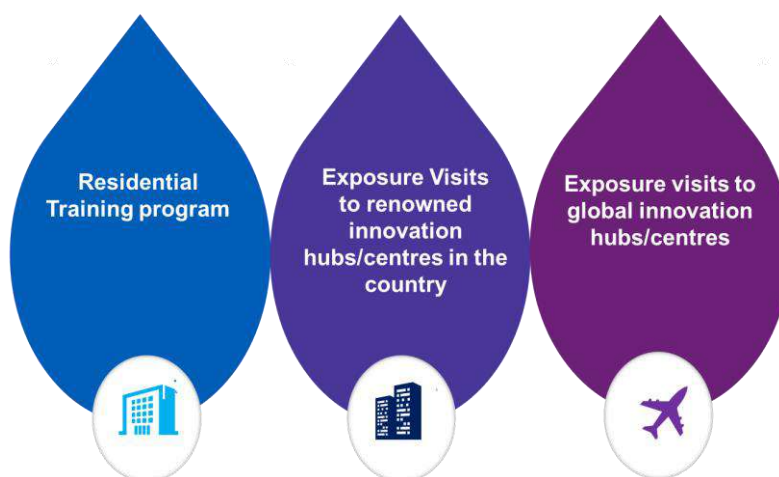 Residential
Training program
Exposure Visits
to renowned
innovation
hubs/centres in the
country
Exposure visits to
global innovation
hubs/centres